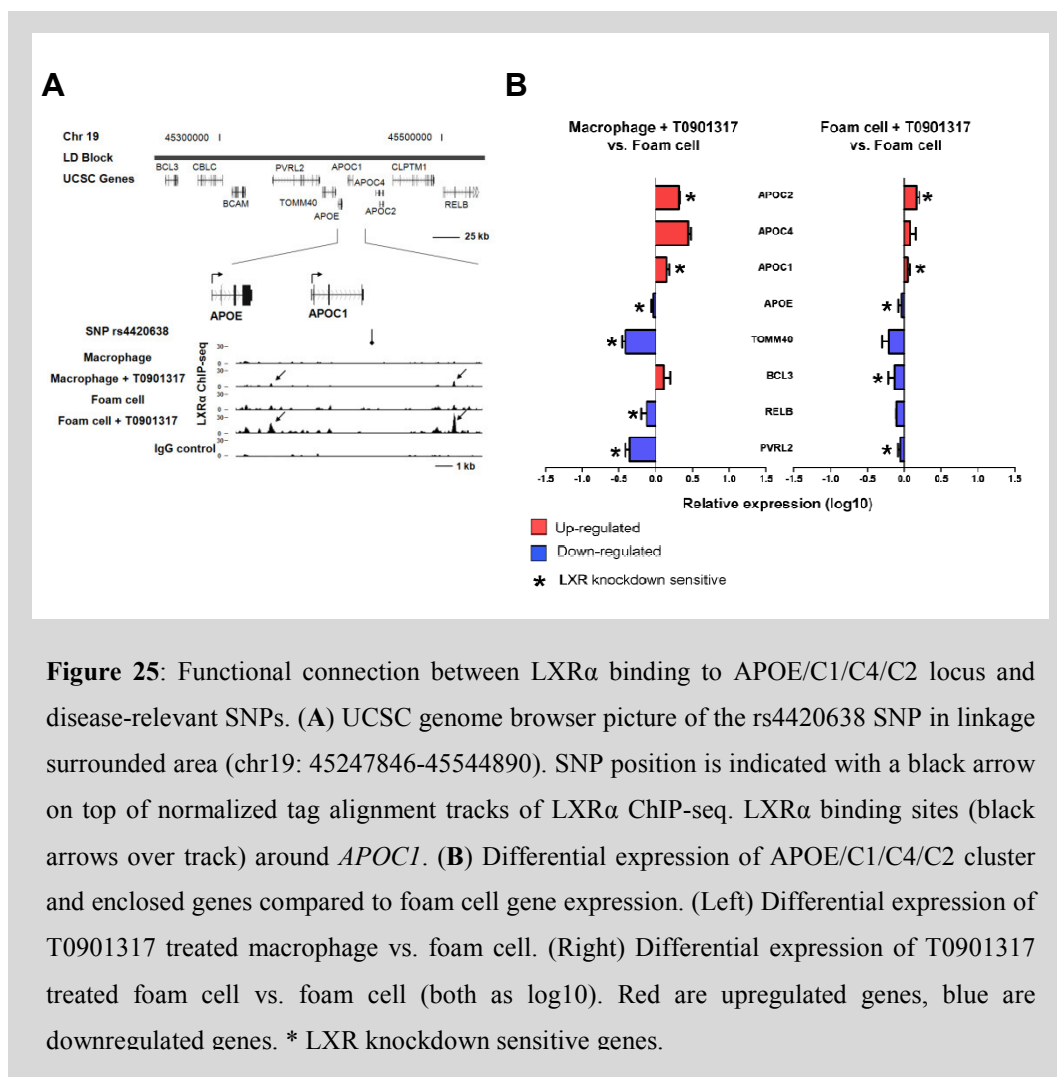 A
Chr 19
45300000
45500000
LD Block
UCSC Genes
BCL3 CBLC PVRL2 APOC1 CLPTM1
APOC4
BCAM TOMM40 APOC2 RELB
APOE
25 kb
APOE APOC1
SNP rs4420638
LXRα ChIP-seq
Macrophage
30
0
Macrophage + T0901317
30
0
Foam cell
30
0
Foam cell + T0901317
30
0
IgG control
30
0
1 kb
B
Macrophage + T0901317
vs. Foam cell
Foam cell + T0901317
vs. Foam cell
APOC2 * *
APOC4
APOC1 * *
APOE * *
TOMM40 *
BCL3 *
RELB *
PVRL2 * *
-1.5 -1.0 -0.5 0.0 0.5 1.0 1.5
-1.5 -1.0 -0.5 0.0 0.5 1.0 1.5
Relative expression (log10)
Up-regulated
Down-regulated
* LXR knockdown sensitive
Figure 25: Functional connection between LXRα binding to APOE/C1/C4/C2 locus and
disease-relevant SNPs. (A) UCSC genome browser picture of the rs4420638 SNP in linkage
surrounded area (chr19: 45247846-45544890). SNP position is indicated with a black arrow
on top of normalized tag alignment tracks of LXRα ChIP-seq. LXRα binding sites (black
arrows over track) around APOC1. (B) Differential expression of APOE/C1/C4/C2 cluster
and enclosed genes compared to foam cell gene expression. (Left) Differential expression of
T0901317 treated macrophage vs. foam cell. (Right) Differential expression of T0901317
treated foam cell vs. foam cell (both as log10). Red are upregulated genes, blue are
downregulated genes. * LXR knockdown sensitive genes.